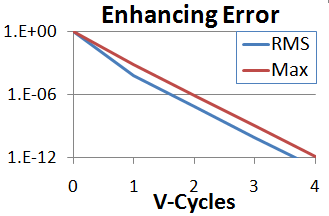 Enhancing Error
1.E+00
RMS
Max
1.E-06
1.E-12
0 1 2 3 4
V-Cycles